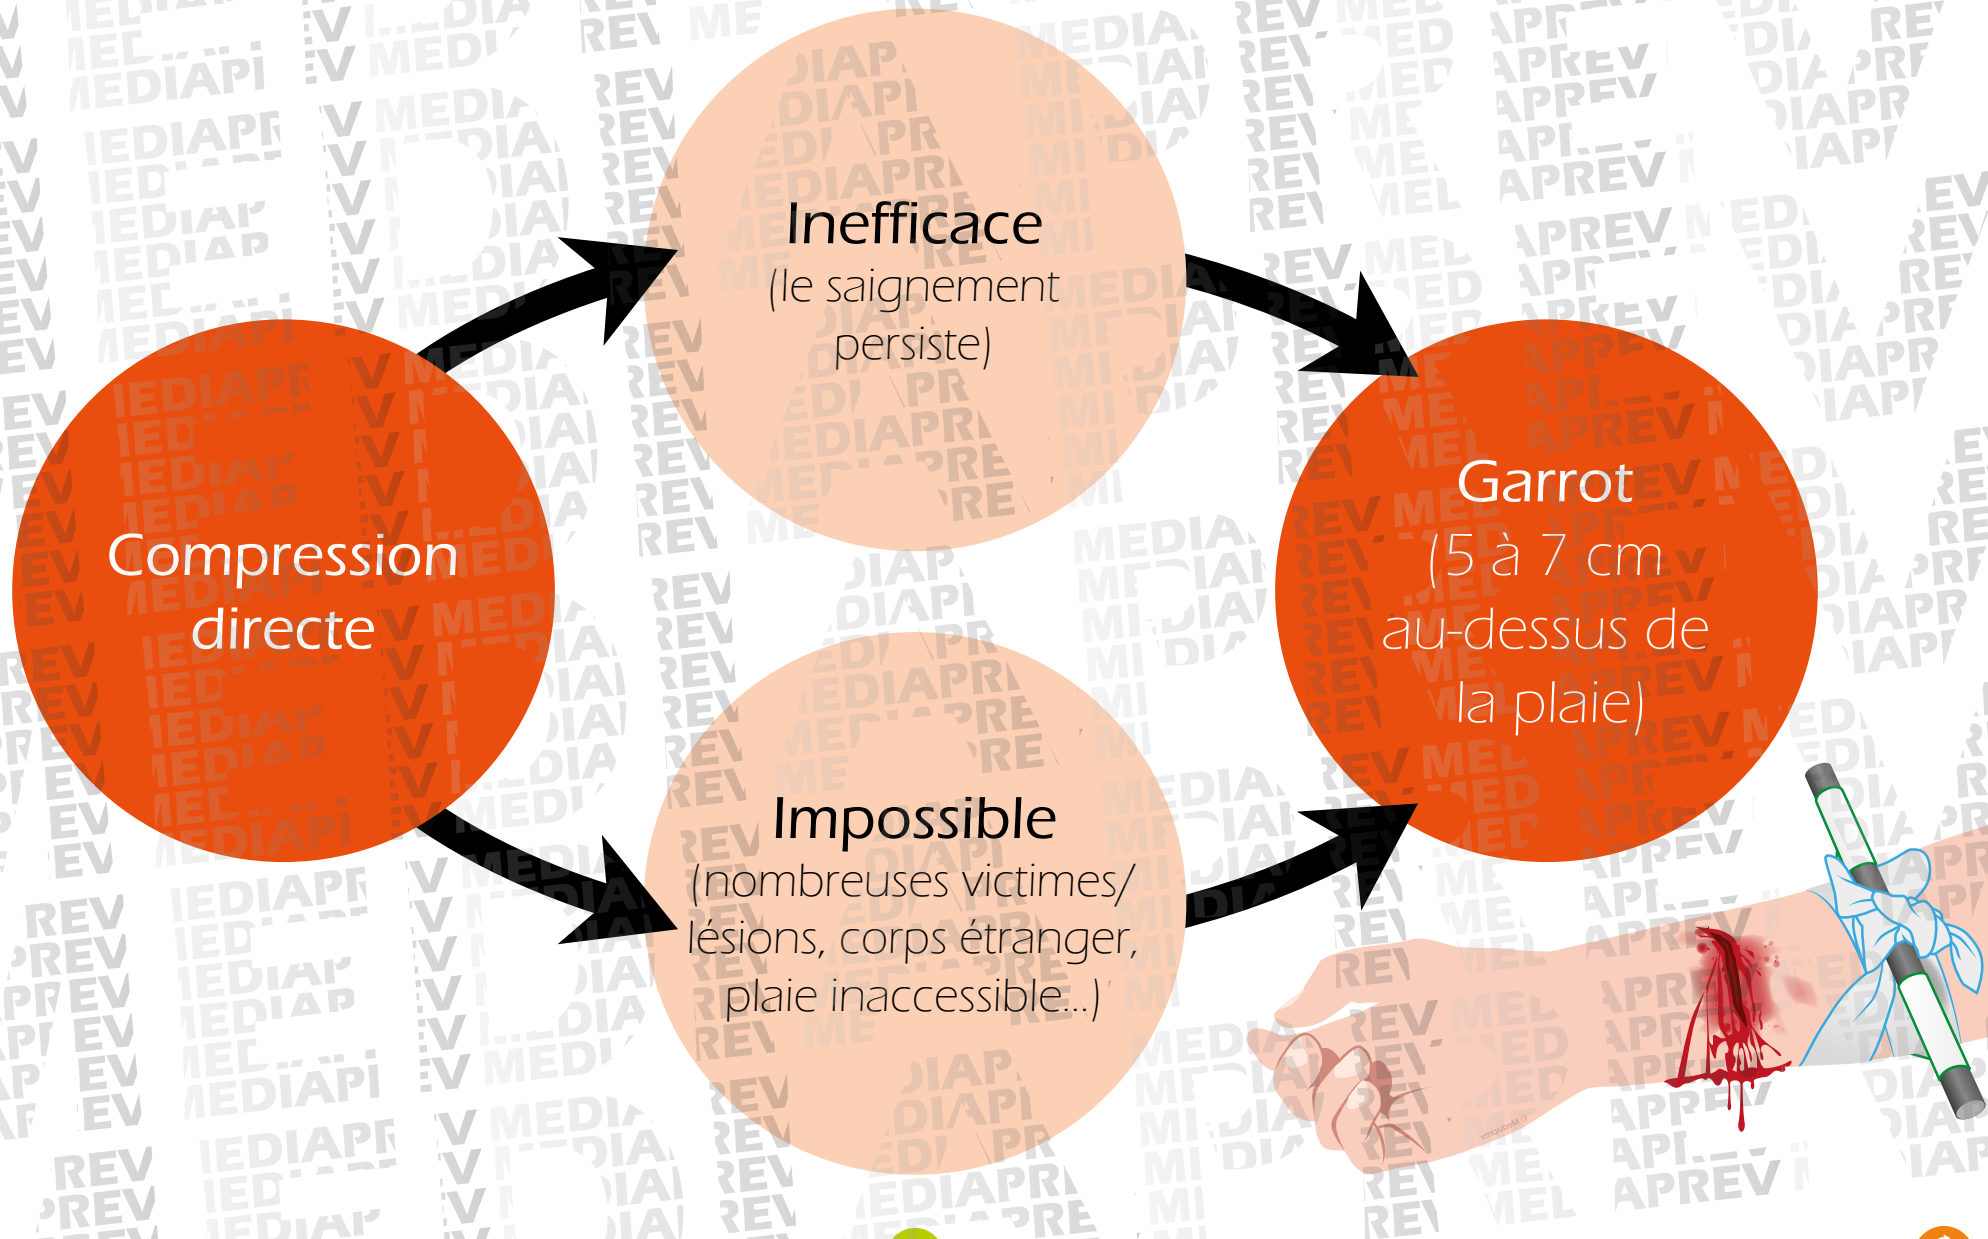 Compression
directe
Inefficace
(le saignement
persiste)
Impossible
(nombreuses victimes/
lésions, corps étranger,
plaie inaccessible...)
Garrot
(5 à 7 cm
au-dessus de
la plaie)
© Mediaprev